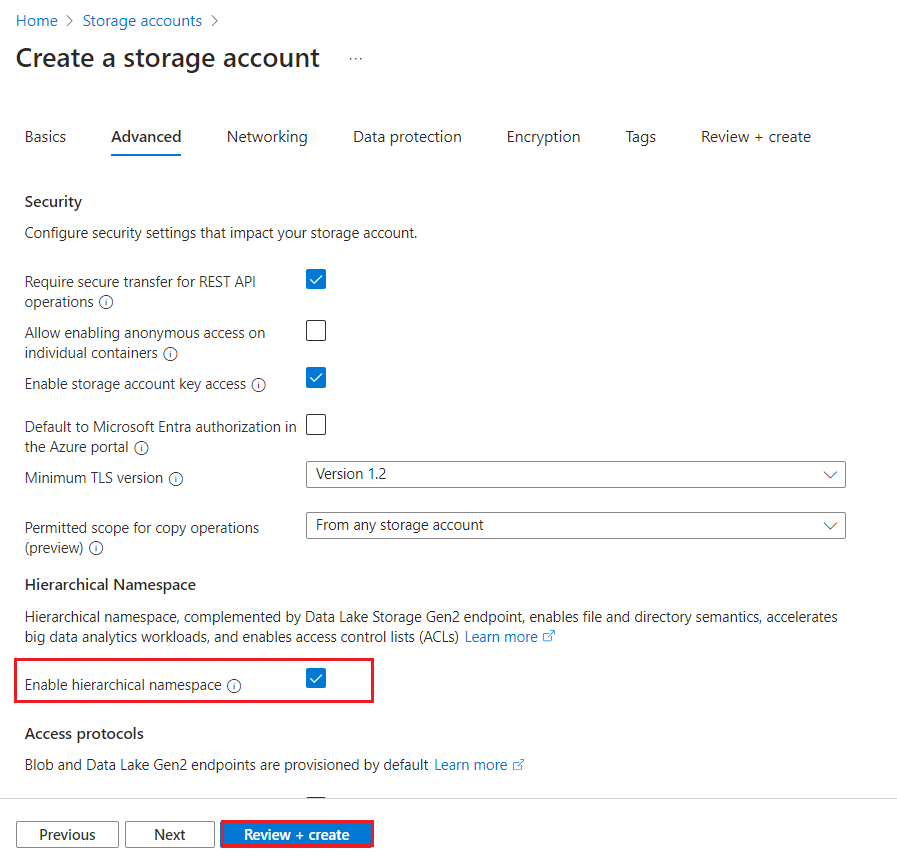 Home > Storage accounts >
Create a storage account ...
Basics Advanced Networking Data protection Encryption Tags Review + create
Security
Configure security settings that impact your storage account.
Require secure transfer for REST API
operations
Allow enabling anonymous access on
individual containers
Enable storage account key access
Default to Microsoft Entra authorization in
the Azure portal
Minimum TLS version
Version 1.2
Permitted scope for copy operations
(preview)
From any storage account
Hierarchical Namespace
Hierarchical namespace, complemented by Data Lake Storage Gen2 endpoint, enables file and directory semantics, accelerates
big data analytics workloads, and enables access control lists (ACLs) Learn more
Enable hierarchical namespace
Access protocols
Blob and Data Lake Gen2 endpoints are provisioned by default Learn more
Previous Next Review + create